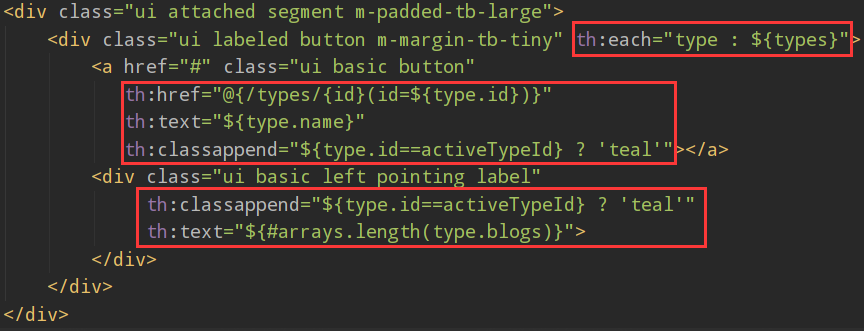 <div class="ui attached segment m-padded-tb-large">
<div class="ui labeled button m-margin-tb-tiny" th:each="type : ${types}">
<a href="#" class="ui basic button"
th:href="@{/types/{id}(id=${type.id})}"
th:text="${type.name}"
th:classappend="${type.id==activeTypeId} ? 'teal'"></a>
<div class="ui basic left pointing label"
th:classappend="${type.id==activeTypeId} ? 'teal'"
th:text="${#arrays.length(type.blogs)}">
</div>
</div>
</div>